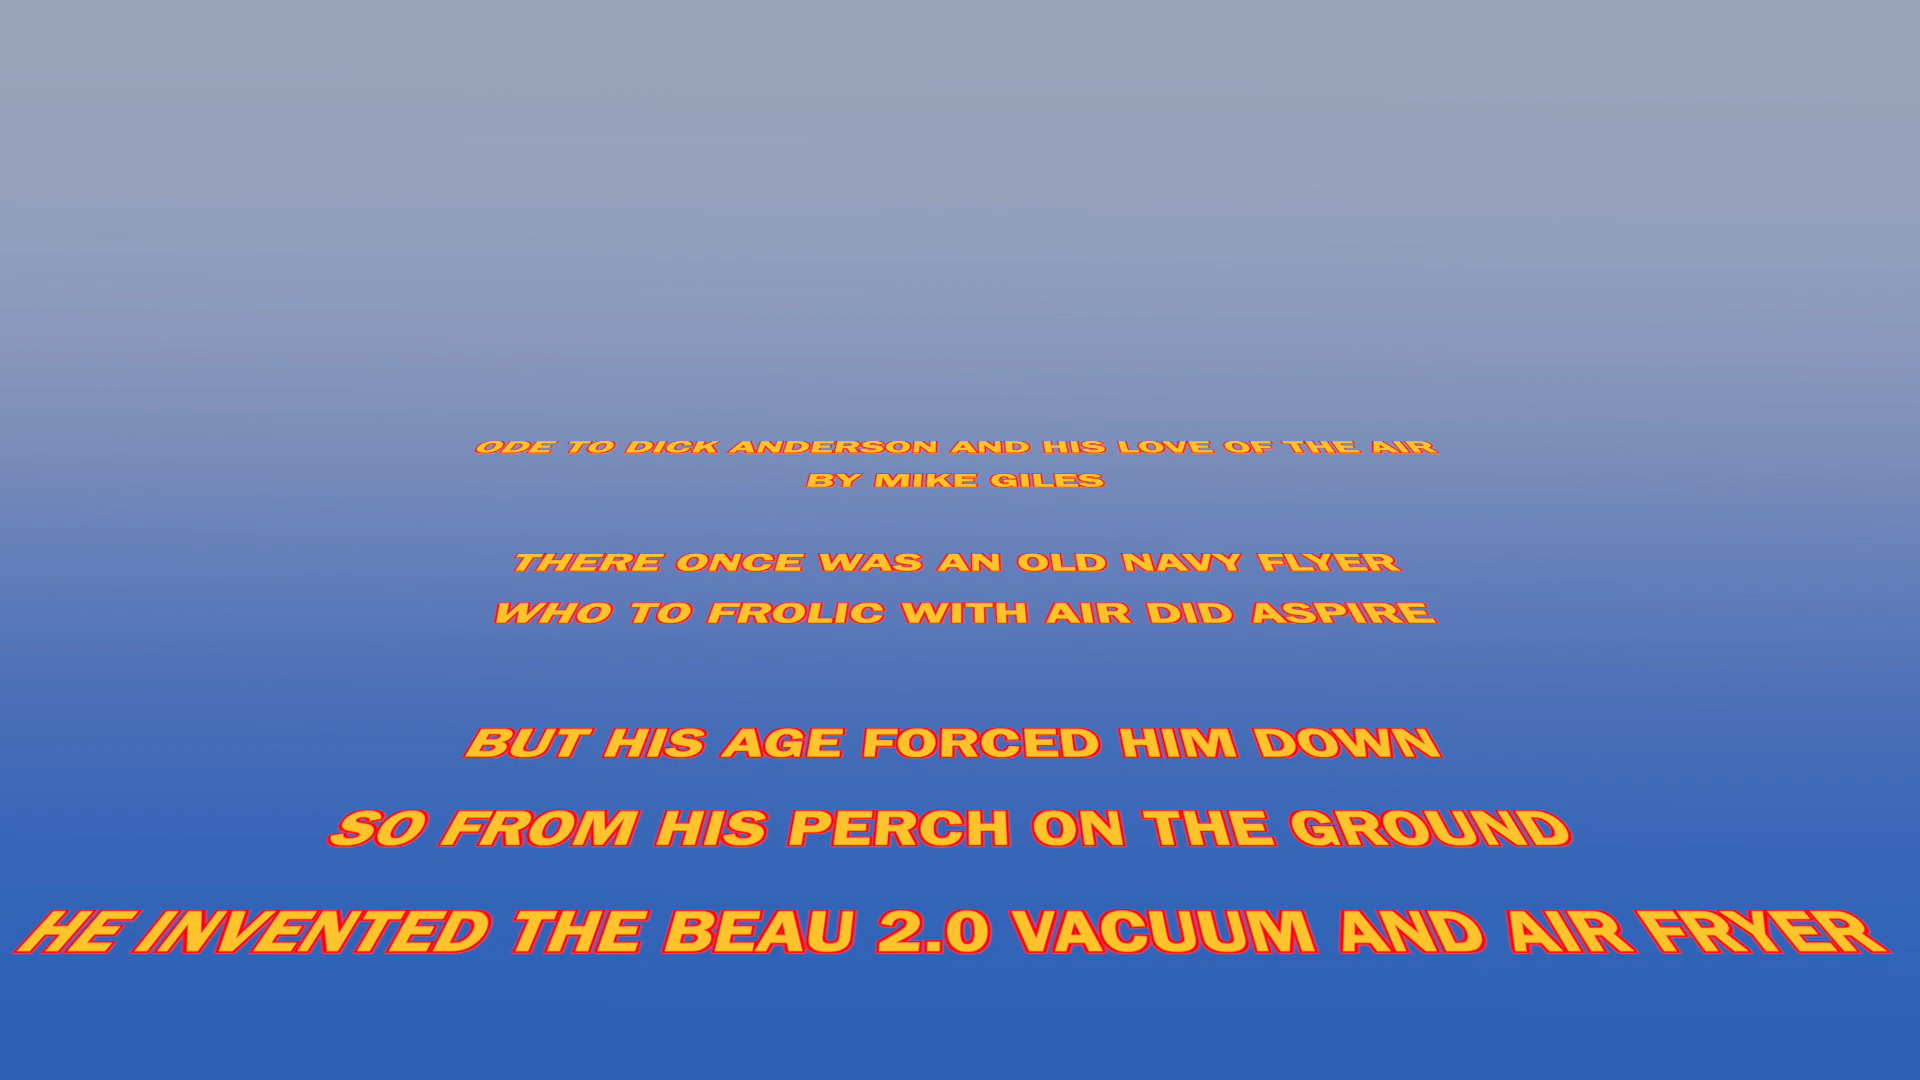 ODE TO DICK ANDERSON AND HIS LOVE OF THE AIR
BY MIKE GILES
THERE ONCE WAS AN OLD NAVY FLYER
WHO TO FROLIC WITH AIR DID ASPIRE
BUT HIS AGE FORCED HIM DOWN
SO FROM HIS PERCH ON THE GROUND
HE INVENTED THE BEAU 2.0 VACUUM AND AIR FRYER